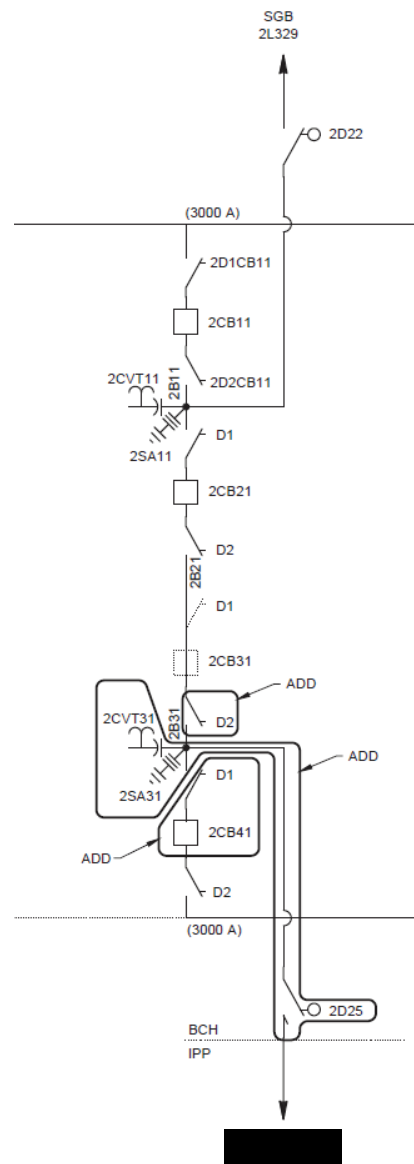 SGB
2L329
2D22
(3000 A)
2D1CB11
2CB11
2D2CB11
2CVT11
2B11
D1
2SA11
2CB21
D2
2B21
D1
2CB31
ADD
D2
2CVT31
2B31
ADD
D1
2SA31
2CB41
ADD
D2
(3000 A)
2D25
BCH
IPP